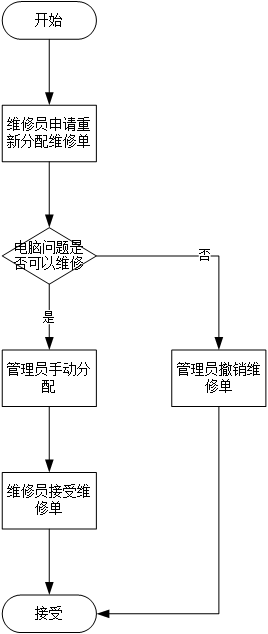 开始
维修员申请重
新分配维修单
电脑问题是
否可以维修
否
是
管理员手动分
配
管理员撤销维
修单
维修员接受维
修单
接受